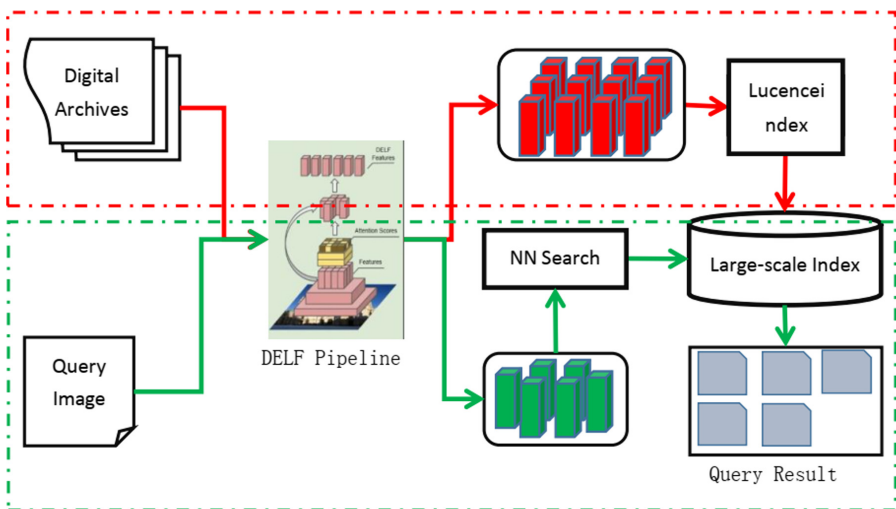 Digital
Archives
Lucencei
ndex
DELF
Features
Attention Scores
Features
DELF Pipeline
NN Search
Large-scale Index
Query
Image
Query Result